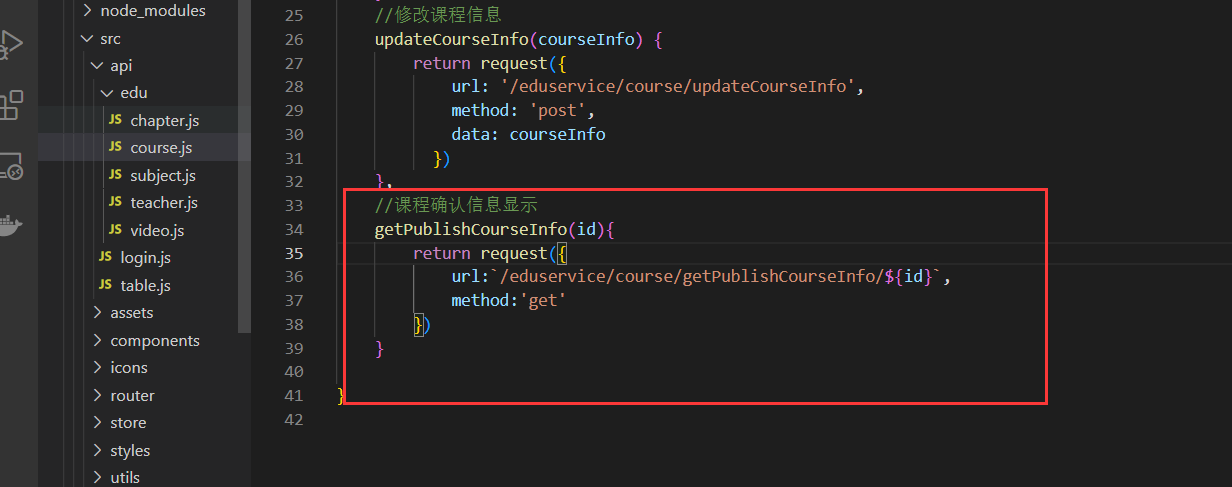 node_modules
src
api
edu
JS chapter.js
JS course.js
JS subject.js
JS teacher.js
JS video.js
JS login.js
JS table.js
assets
components
icons
router
store
styles
utils
25 //修改课程信息
26 updateCourseInfo(courseInfo) {
27 return request({
28 url: '/eduservice/course/updateCourseInfo',
29 method: 'post',
30 data: courseInfo
31 })
32 },
33 //课程确认信息显示
34 getPublishCourseInfo(id){
35 return request({
36 url:`/eduservice/course/getPublishCourseInfo/${id}`,
37 method:'get'
38 })
39 }
40
41 }
42